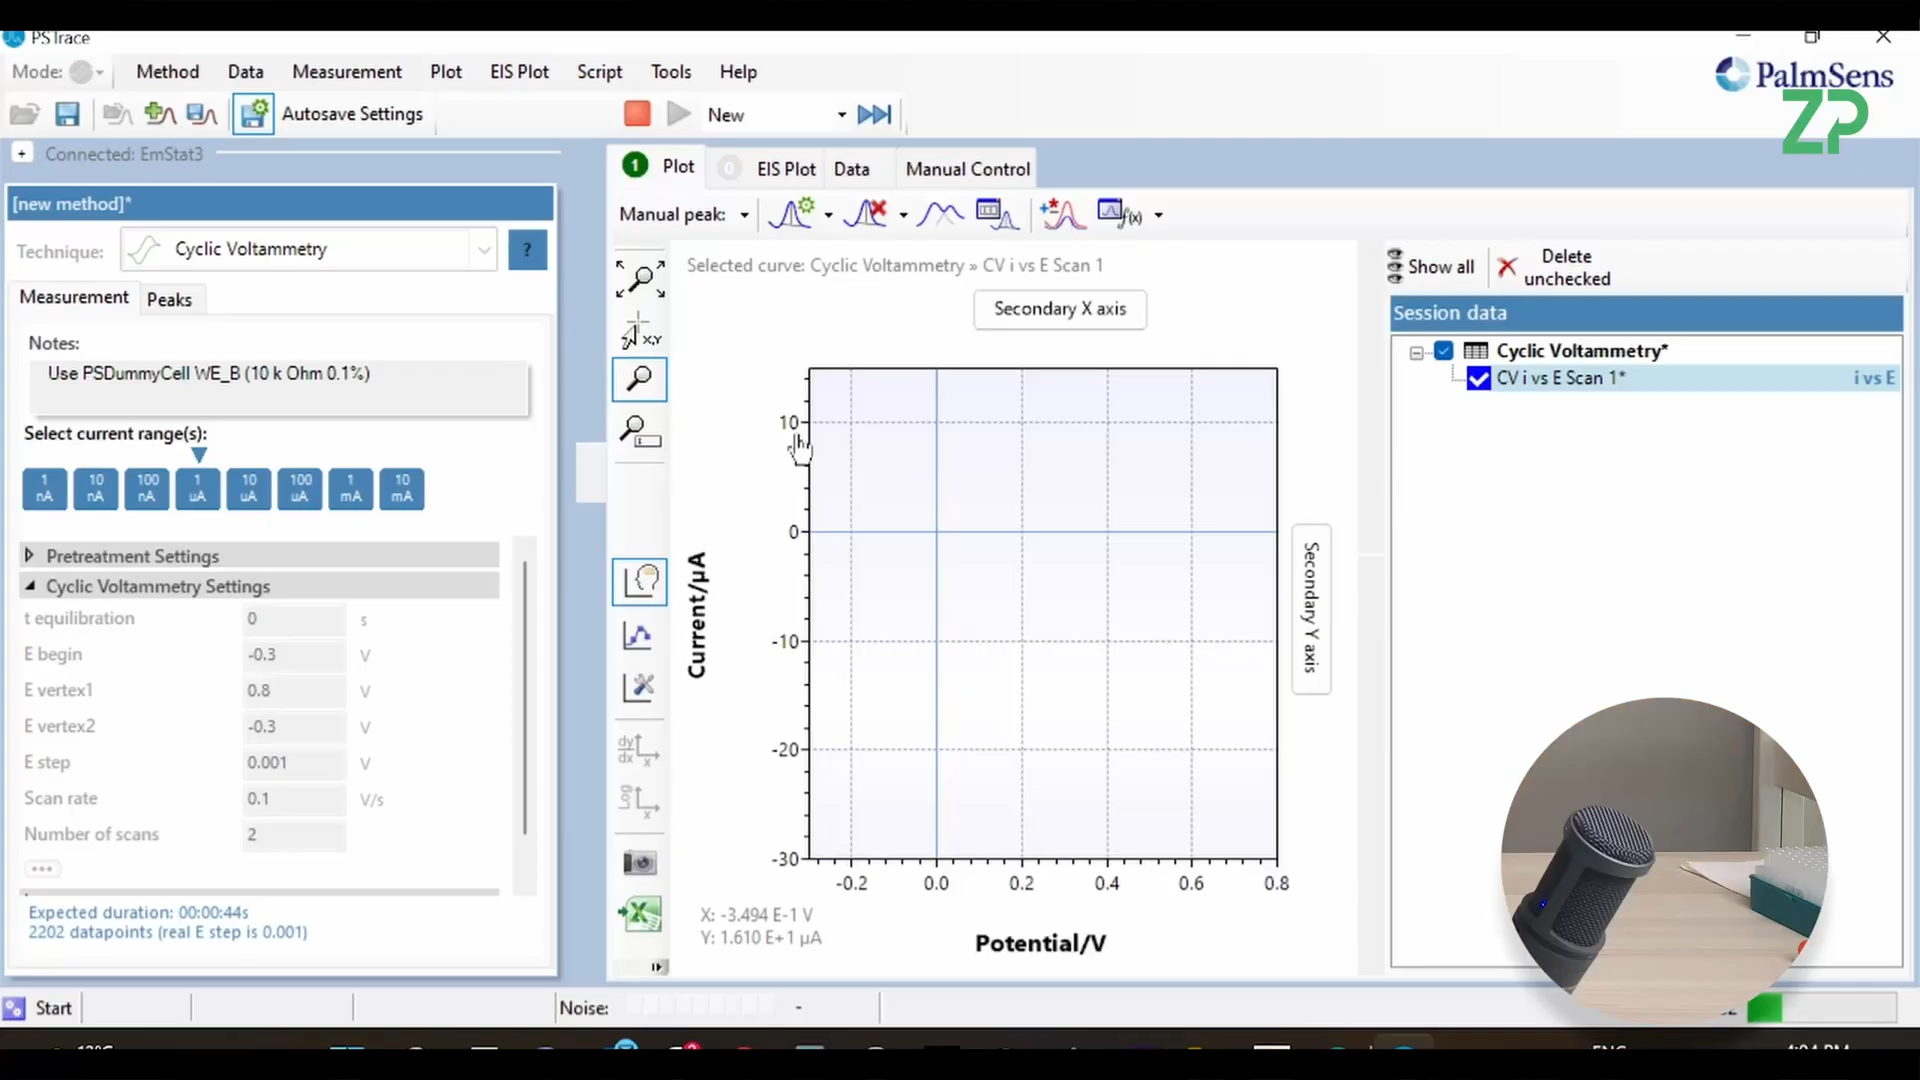 PSTrace
Mode:
Method
Data
Measurement
Plot
EIS Plot
Script
Tools
Help
PalmSens
ZP
Autosave Settings
New
Connected: EmStat3
1 Plot
0 EIS Plot
Data
Manual Control
[new method]*
Manual peak:
f(x)
Technique:
Cyclic Voltammetry
?
Selected curve: Cyclic Voltammetry » CV i vs E Scan 1
Show all
Delete
unchecked
Measurement
Peaks
Secondary X axis
Session data
Notes:
Use PSDummyCell WE_B (10 k Ohm 0.1%)
x,y
Cyclic Voltammetry*
CV i vs E Scan 1*
i vs E
Select current range(s):
1 nA
10 nA
100 nA
1 uA
10 uA
100 uA
1 mA
10 mA
Pretreatment Settings
Cyclic Voltammetry Settings
t equilibration 0 s
E begin -0.3 V
E vertex1 0.8 V
E vertex2 -0.3 V
E step 0.001 V
Scan rate 0.1 V/s
Number of scans 2
Expected duration: 00:00:44s
2202 datapoints (real E step is 0.001)
dy
dx
x
Log
x
Current/µA
10
0
-10
-20
-30
-0.2 0.0 0.2 0.4 0.6 0.8
Secondary Y axis
X: -3.494 E-1 V
Y: 1.610 E+1 µA
Potential/V
Start
Noise:
-